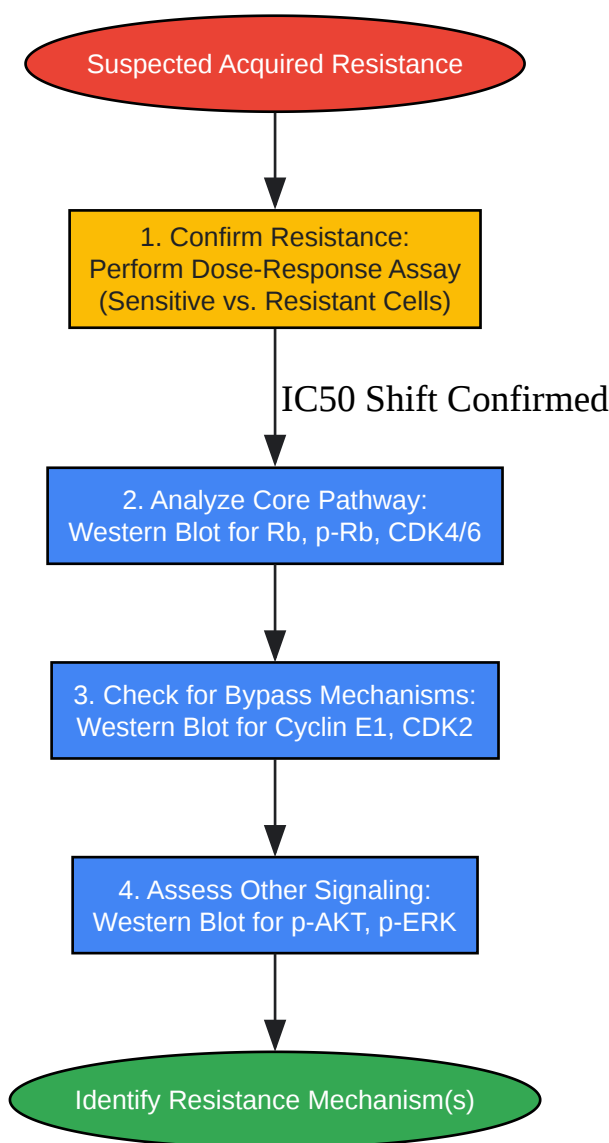 Suspected Acquired Resistance
1. Confirm Resistance:
Perform Dose-Response Assay
(Sensitive vs. Resistant Cells)
IC50 Shift Confirmed
2. Analyze Core Pathway:
Western Blot for Rb, p-Rb, CDK4/6
3. Check for Bypass Mechanisms:
Western Blot for Cyclin E1, CDK2
4. Assess Other Signaling:
Western Blot for p-AKT, p-ERK
Identify Resistance Mechanism(s)